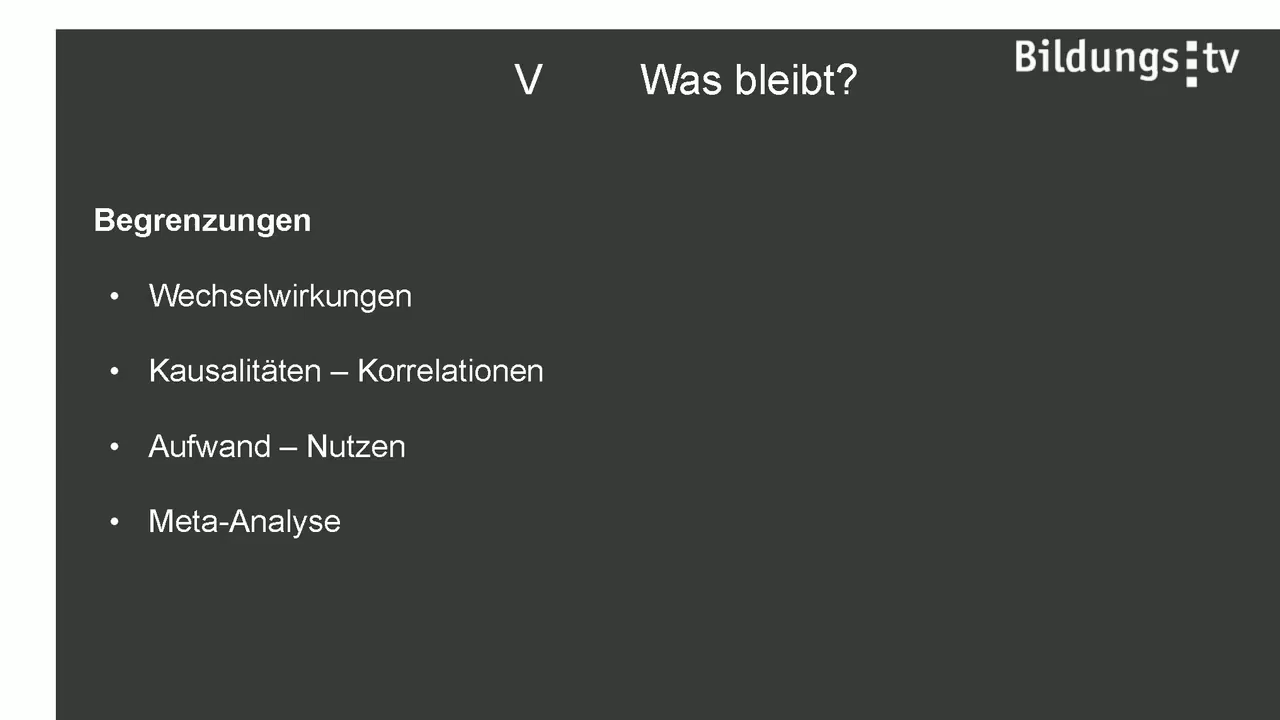 V Was bleibt?
Bildungs:tv
Begrenzungen
• Wechselwirkungen
• Kausalitäten – Korrelationen
• Aufwand – Nutzen
• Meta-Analyse